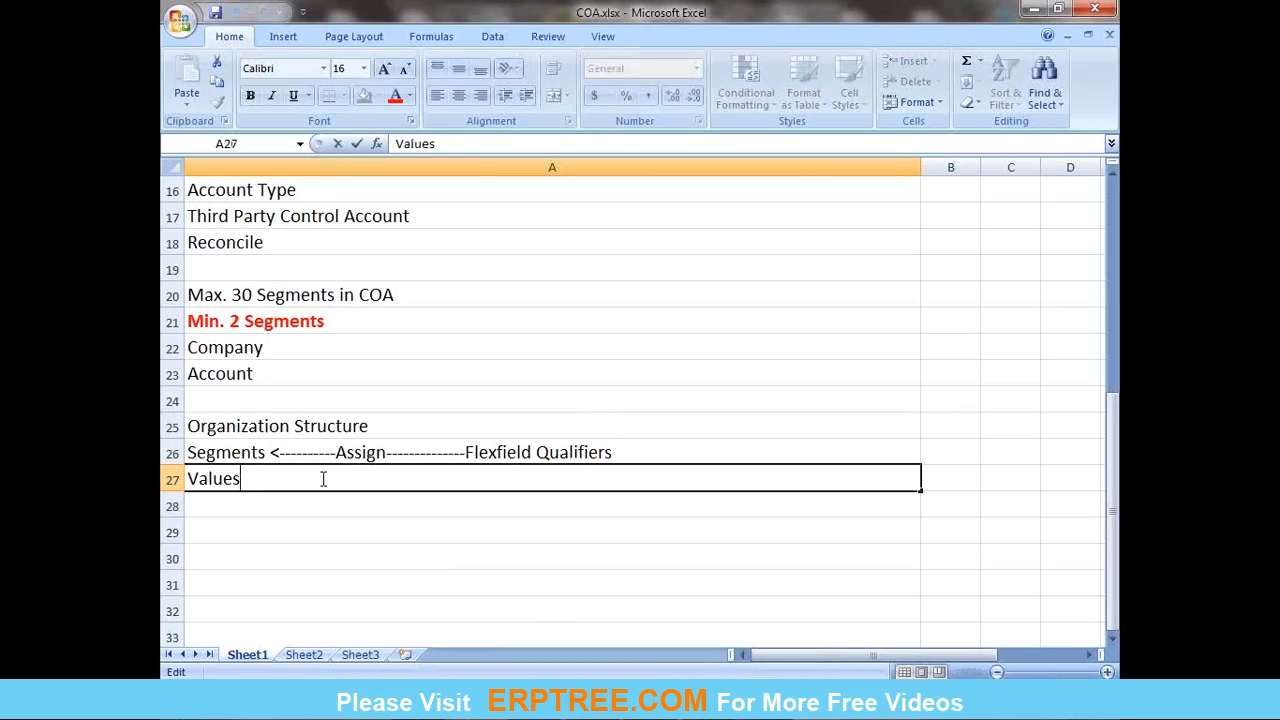 COA.xlsx - Microsoft Excel
Home Insert Page Layout Formulas Data Review View
Paste
Clipboard
Calibri 16
B I U
Font
Alignment
General
$ % ,
Number
Conditional Formatting
Format as Table
Cell Styles
Styles
Insert
Delete
Format
Cells
Sort & Filter
Find & Select
Editing
A27 fx Values
A B C D
16 Account Type
17 Third Party Control Account
18 Reconcile
19
20 Max. 30 Segments in COA
21 Min. 2 Segments
22 Company
23 Account
24
25 Organization Structure
26 Segments <----------Assign--------------Flexfield Qualifiers
27 Values
28
29
30
31
32
33
Sheet1 Sheet2 Sheet3
Edit
Please Visit ERPTREE.COM For More Free Videos